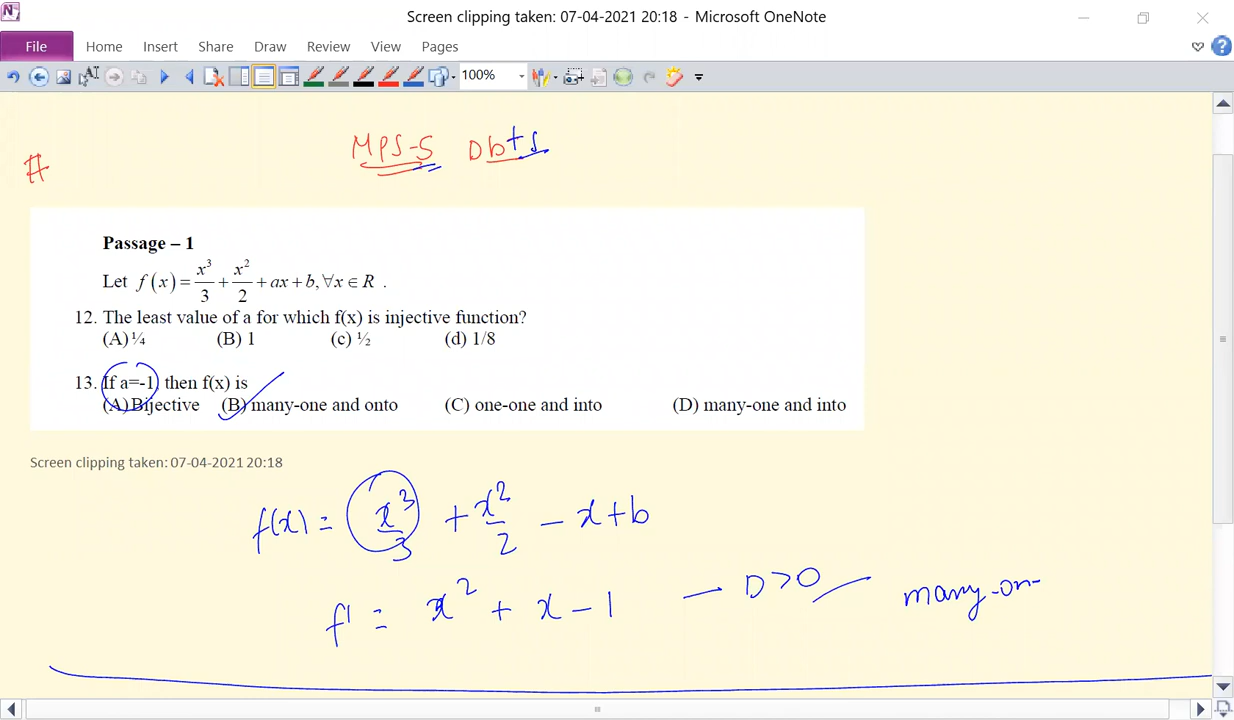 Screen clipping taken: 07-04-2021 20:18 - Microsoft OneNote
File Home Insert Share Draw Review View Pages
100%
# MPS-S Dbts
Passage – 1
Let f(x) = x³/3 + x²/2 + ax + b, ∀x ∈ R .
12. The least value of a for which f(x) is injective function?
(A) ¼ (B) 1 (c) ½ (d) 1/8
13. If a=-1, then f(x) is
(A) Bijective (B) many-one and onto (C) one-one and into (D) many-one and into
Screen clipping taken: 07-04-2021 20:18
f(x) = x³/3 + x²/2 – x + b
f' = x² + x – 1 — D > 0 many-on-